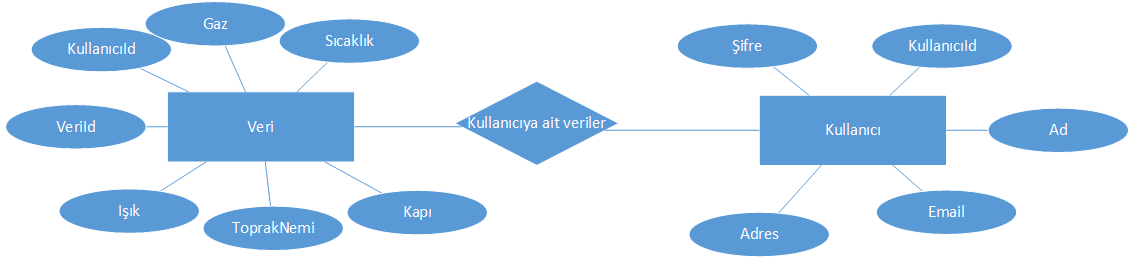 Gaz
KullanıcıId
Sıcaklık
VeriId
Veri
Işık
ToprakNemi
Kapı
Kullanıcıya ait veriler
Şifre
KullanıcıId
Kullanıcı
Ad
Adres
Email